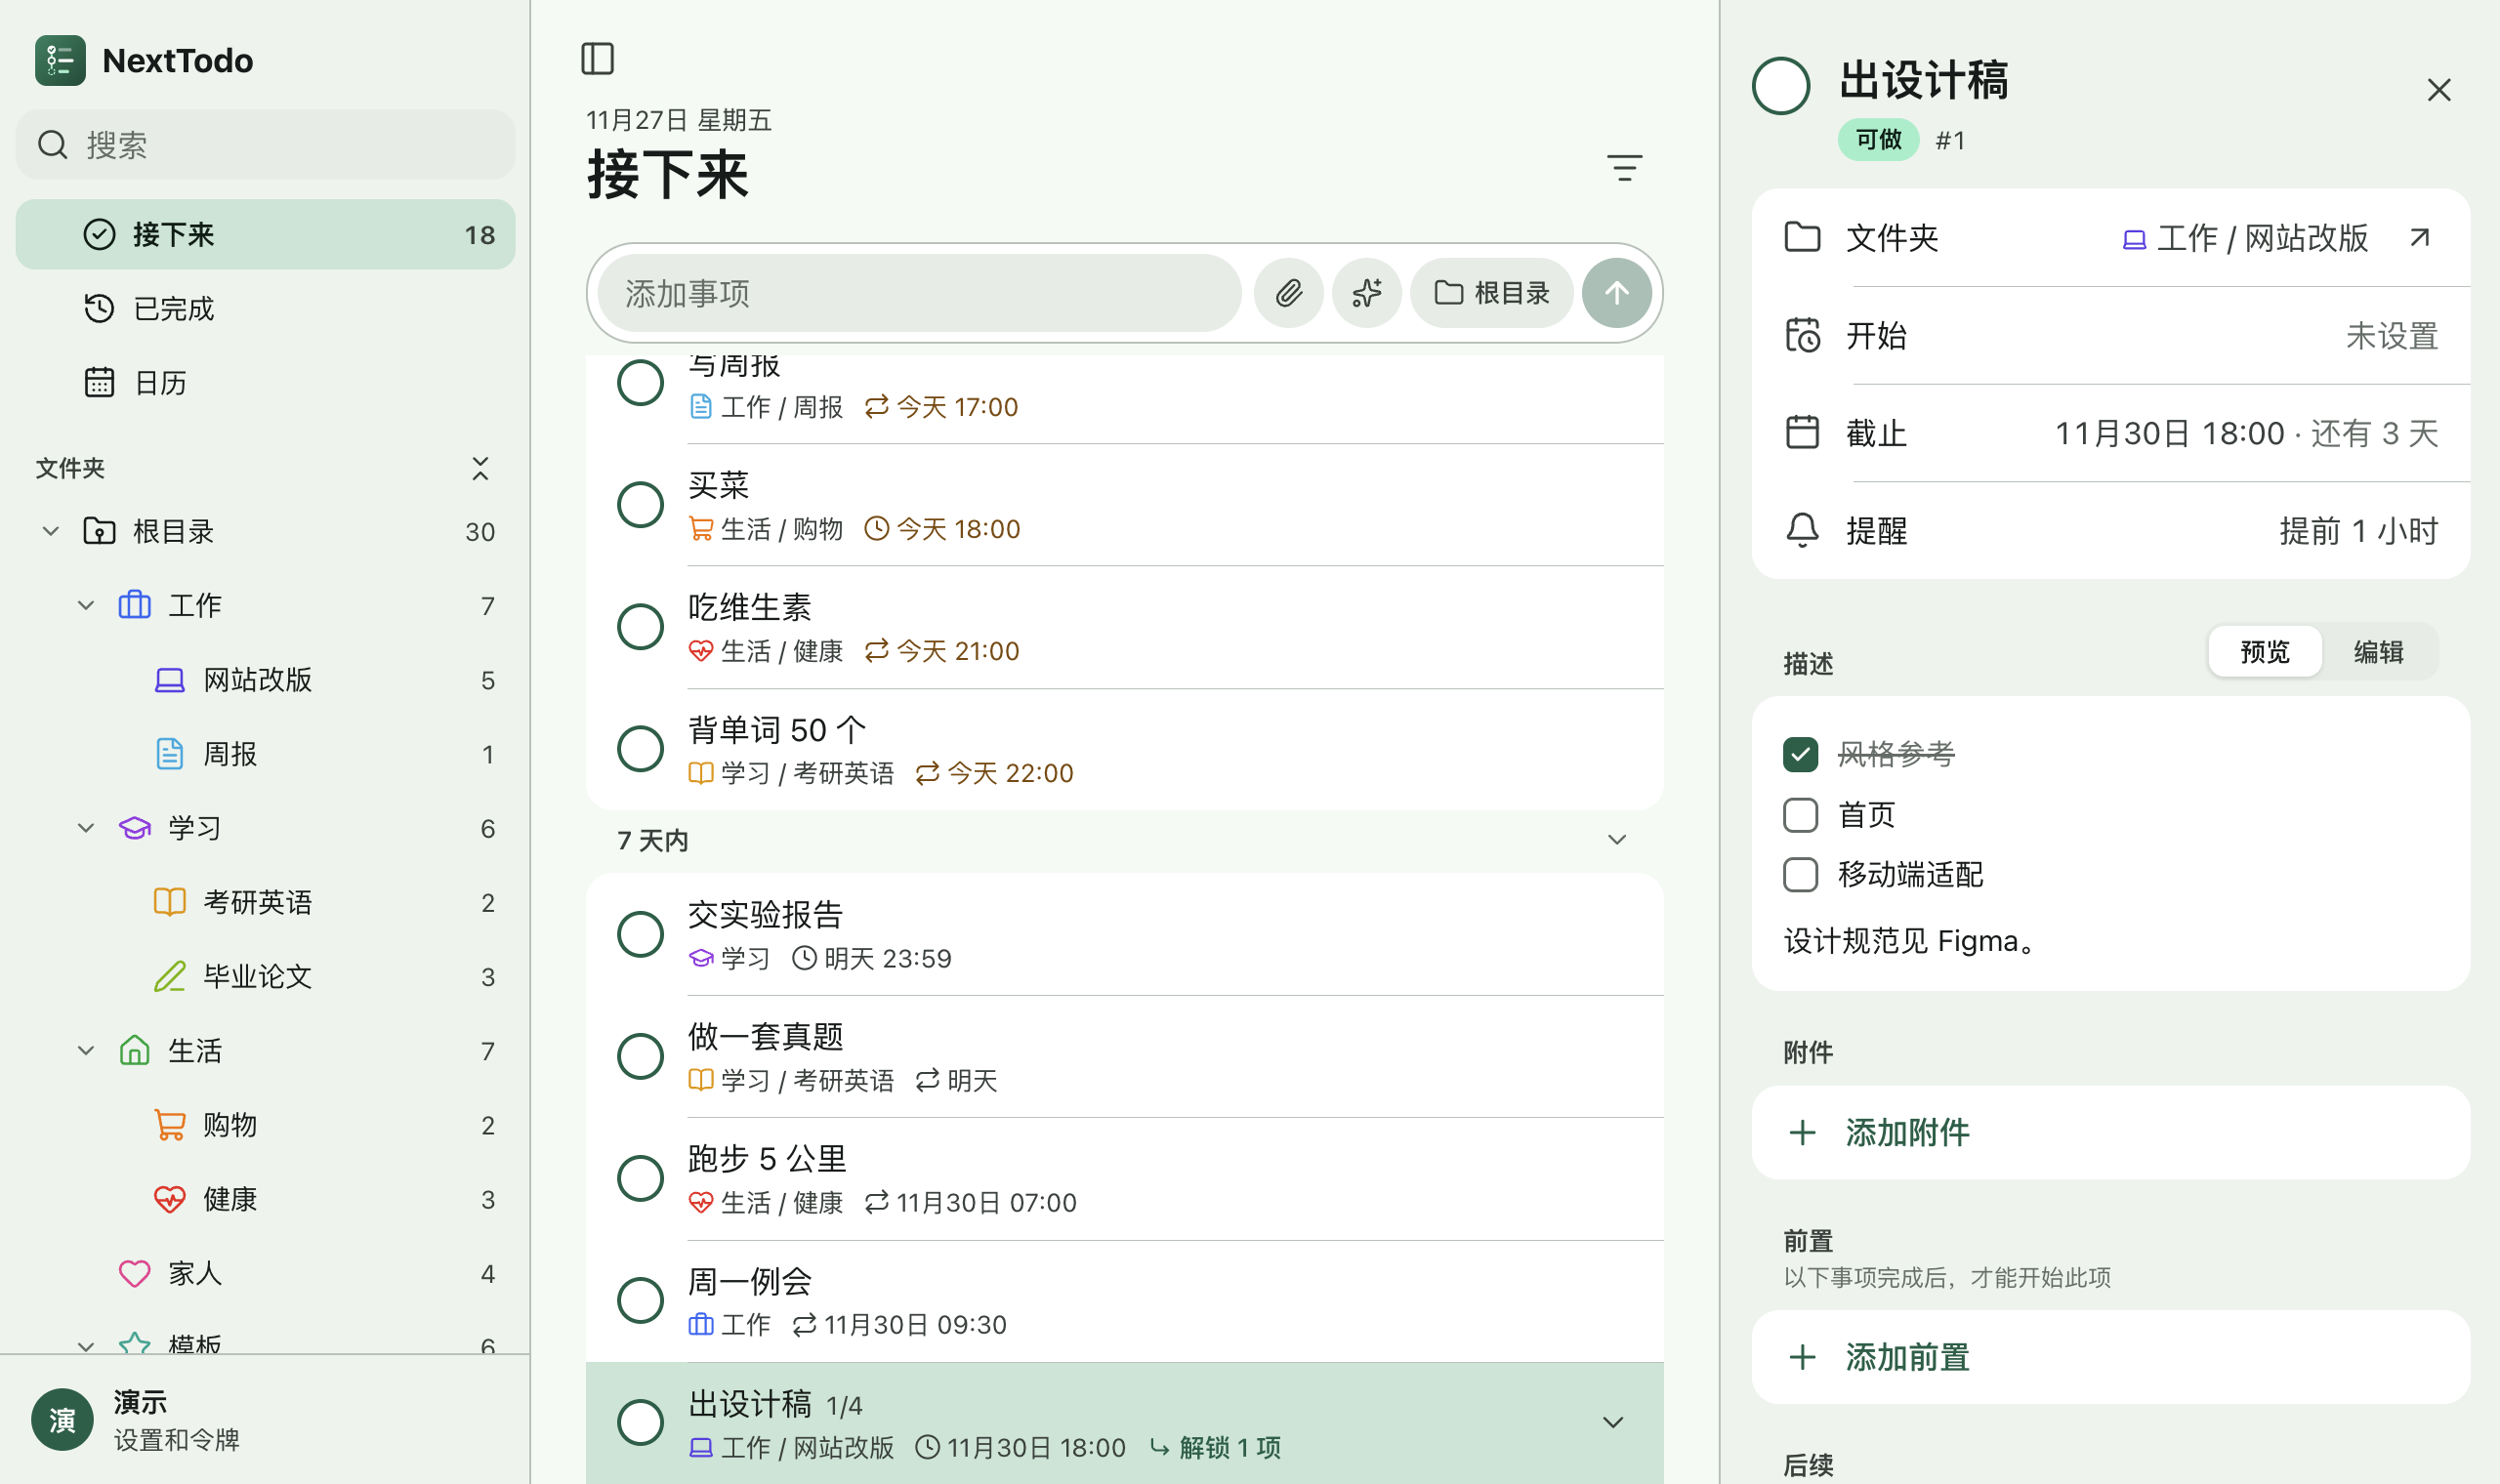 NextTodo
搜索
接下来 18
已完成
日历
文件夹
根目录 30
工作 7
网站改版 5
周报 1
学习 6
考研英语 2
毕业论文 3
生活 7
购物 2
健康 3
家人 4
模板 6
演
演示
设置和令牌
11月27日 星期五
接下来
添加事项
根目录
写周报
工作 / 周报 今天 17:00
买菜
生活 / 购物 今天 18:00
吃维生素
生活 / 健康 今天 21:00
背单词 50 个
学习 / 考研英语 今天 22:00
7 天内
交实验报告
学习 明天 23:59
做一套真题
学习 / 考研英语 明天
跑步 5 公里
生活 / 健康 11月30日 07:00
周一例会
工作 11月30日 09:30
出设计稿 1/4
工作 / 网站改版 11月30日 18:00 解锁 1 项
出设计稿
可做 #1
文件夹 工作 / 网站改版
开始 未设置
截止 11月30日 18:00 · 还有 3 天
提醒 提前 1 小时
描述 预览 编辑
风格参考
首页
移动端适配
设计规范见 Figma。
附件
添加附件
前置
以下事项完成后，才能开始此项
添加前置
后续